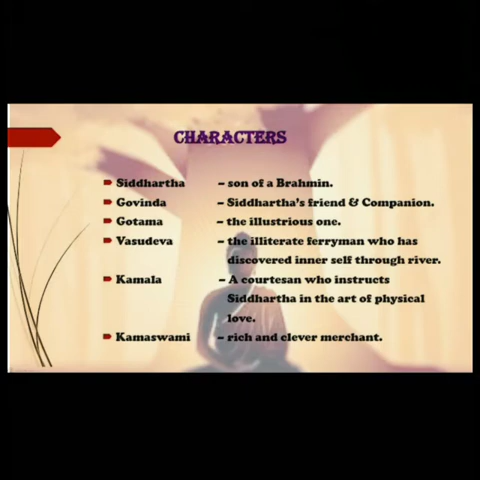 CHARACTERS
Siddhartha – son of a Brahmin.
Govinda – Siddhartha's friend & Companion.
Gotama – the illustrious one.
Vasudeva – the illiterate ferryman who has
discovered inner self through river.
Kamala – A courtesan who instructs
Siddhartha in the art of physical
love.
Kamaswami – rich and clever merchant.